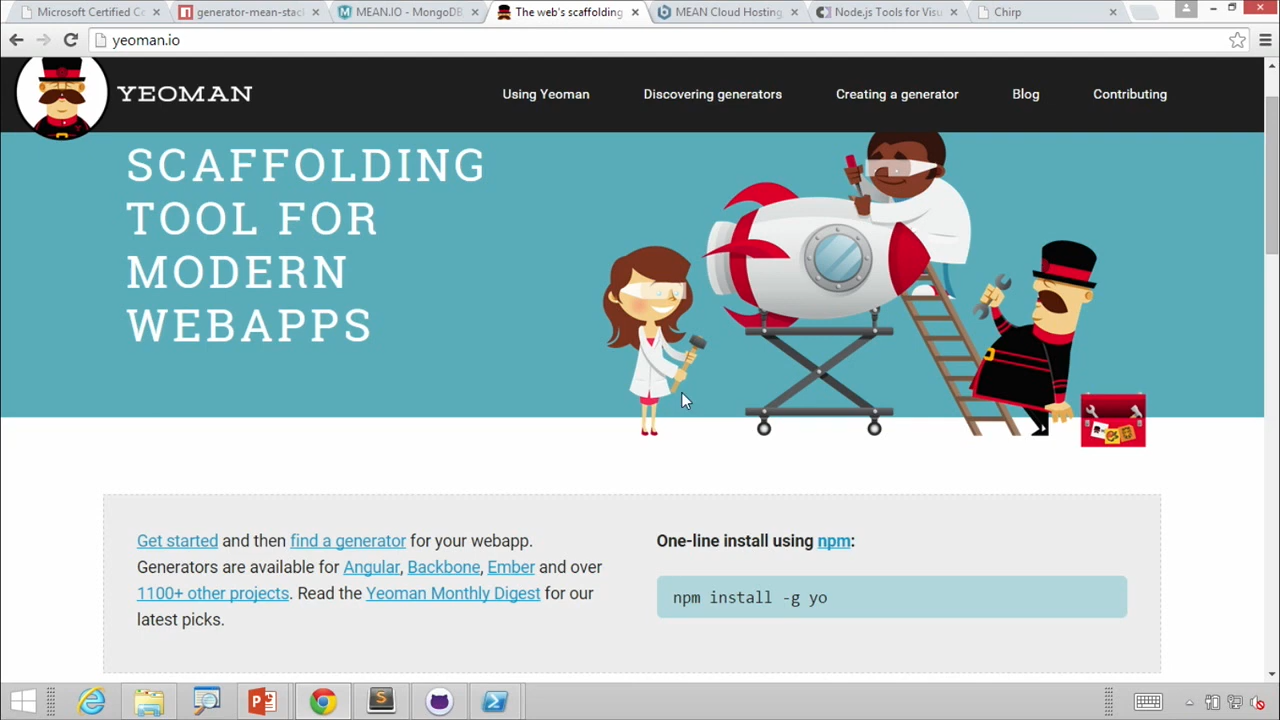 Microsoft Certified Co
generator-mean-stac
MEAN.IO - MongoDB
The web's scaffolding
MEAN Cloud Hosting
Node.js Tools for Visu
Chirp
yeoman.io
YEOMAN
Using Yeoman
Discovering generators
Creating a generator
Blog
Contributing
SCAFFOLDING
TOOL FOR
MODERN
WEBAPPS
Get started and then find a generator for your webapp.
Generators are available for Angular, Backbone, Ember and over
1100+ other projects. Read the Yeoman Monthly Digest for our
latest picks.
One-line install using npm:
npm install -g yo